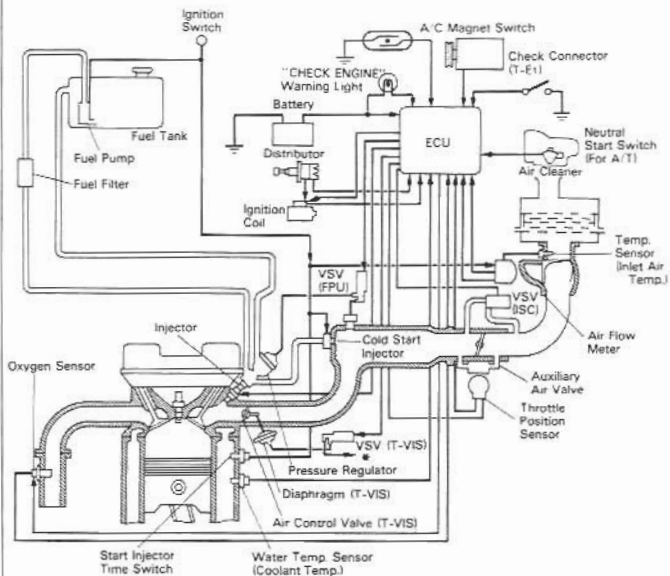 Ignition
Switch
A/C Magnet Switch
Check Connector
(T-E1)
"CHECK ENGINE"
Warning Light
Battery
ECU
Neutral
Start Switch
(For A/T)
Fuel Tank
Distributor
Fuel Pump
Air Cleaner
Fuel Filter
Ignition
Coil
Temp.
Sensor
(Inlet Air
Temp.)
VSV
(FPU)
VSV
(ISC)
Injector
Air Flow
Meter
Cold Start
Injector
Oxygen Sensor
Auxiliary
Air Valve
Throttle
Position
Sensor
VSV (T-VIS)
*
Pressure Regulator
Diaphragm (T-VIS)
Air Control Valve (T-VIS)
Start Injector
Time Switch
Water Temp. Sensor
(Coolant Temp.)